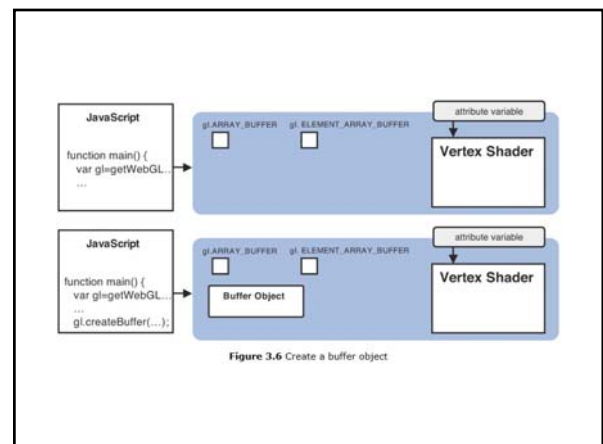 JavaScript
function main() {
var gl=getWebGL...
...
gl.ARRAY_BUFFER
gl. ELEMENT_ARRAY_BUFFER
attribute variable
Vertex Shader
JavaScript
function main() {
var gl=getWebGL...
...
gl.createBuffer(...);
gl.ARRAY_BUFFER
gl. ELEMENT_ARRAY_BUFFER
Buffer Object
attribute variable
Vertex Shader
Figure 3.6 Create a buffer object